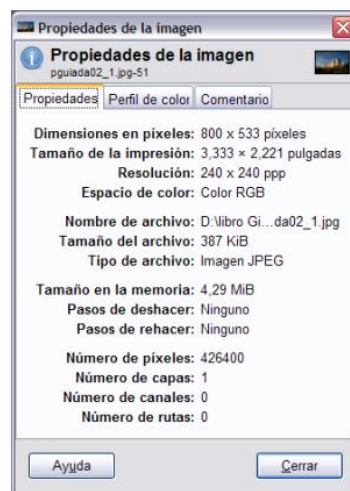 Propiedades de la imagen
Propiedades de la imagen
pguiada02_1.jpg-51
Propiedades Perfil de color Comentario
Dimensiones en píxeles: 800 x 533 píxeles
Tamaño de la impresión: 3,333 × 2,221 pulgadas
Resolución: 240 x 240 ppp
Espacio de color: Color RGB
Nombre de archivo: D:\libro Gi...da02_1.jpg
Tamaño del archivo: 387 KiB
Tipo de archivo: Imagen JPEG
Tamaño en la memoria: 4,29 MiB
Pasos de deshacer: Ninguno
Pasos de rehacer: Ninguno
Número de píxeles: 426400
Número de capas: 1
Número de canales: 0
Número de rutas: 0
Ayuda Cerrar